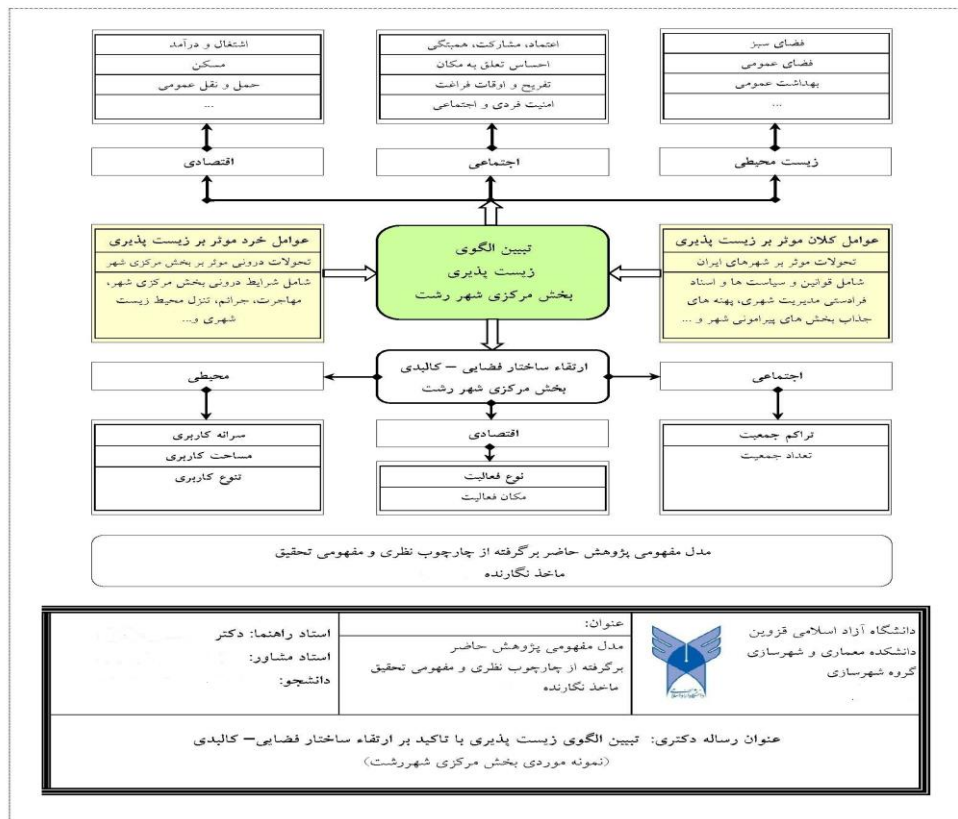 فضای سبز
فضای عمومی
بهداشت عمومی
...
اعتماد، مشارکت، همبتگی
احساس تعلق به مکان
تفریح و اوقات فراغت
امنیت فردی و اجتماعی
اشتغال و درآمد
مسکن
حمل و نقل عمومی
...
زیست محیطی
اجتماعی
اقتصادی
عوامل کلان موثر بر زیست پذیری
تحولات موثر بر شهرهای ایران
شامل قوانین و سیاست ها و اسناد
فرادستی مدیریت شهری، پهنه های
جذاب بخش های پیرامونی شهر و ...
تبیین الگوی
زیست پذیری
بخش مرکزی شهر رشت
عوامل خرد موثر بر زیست پذیری
تحولات درونی موثر بر بخش مرکزی شهر
شامل شرایط درونی بخش مرکزی شهر،
مهاجرت، جرائم، تنزل محیط زیست
شهری و...
ارتقاء ساختار فضایی – کالبدی
بخش مرکزی شهر رشت
اجتماعی
تراکم جمعیت
تعداد جمعیت
اقتصادی
نوع فعالیت
مکان فعالیت
محیطی
سرانه کاربری
مساحت کاربری
تنوع کاربری
مدل مفهومی پژوهش حاضر برگرفته از چارچوب نظری و مفهومی تحقیق
ماخذ نگارنده
دانشگاه آزاد اسلامی قزوین
دانشکده معماری و شهرسازی
گروه شهرسازی
عنوان:
مدل مفهومی پژوهش حاضر
برگرفته از چارچوب نظری و مفهومی تحقیق
ماخذ نگارنده
استاد راهنما: دکتر
استاد مشاور:
دانشجو:
عنوان رساله دکتری: تبیین الگوی زیست پذیری با تاکید بر ارتقاء ساختار فضایی– کالبدی
(نمونه موردی بخش مرکزی شهررشت)